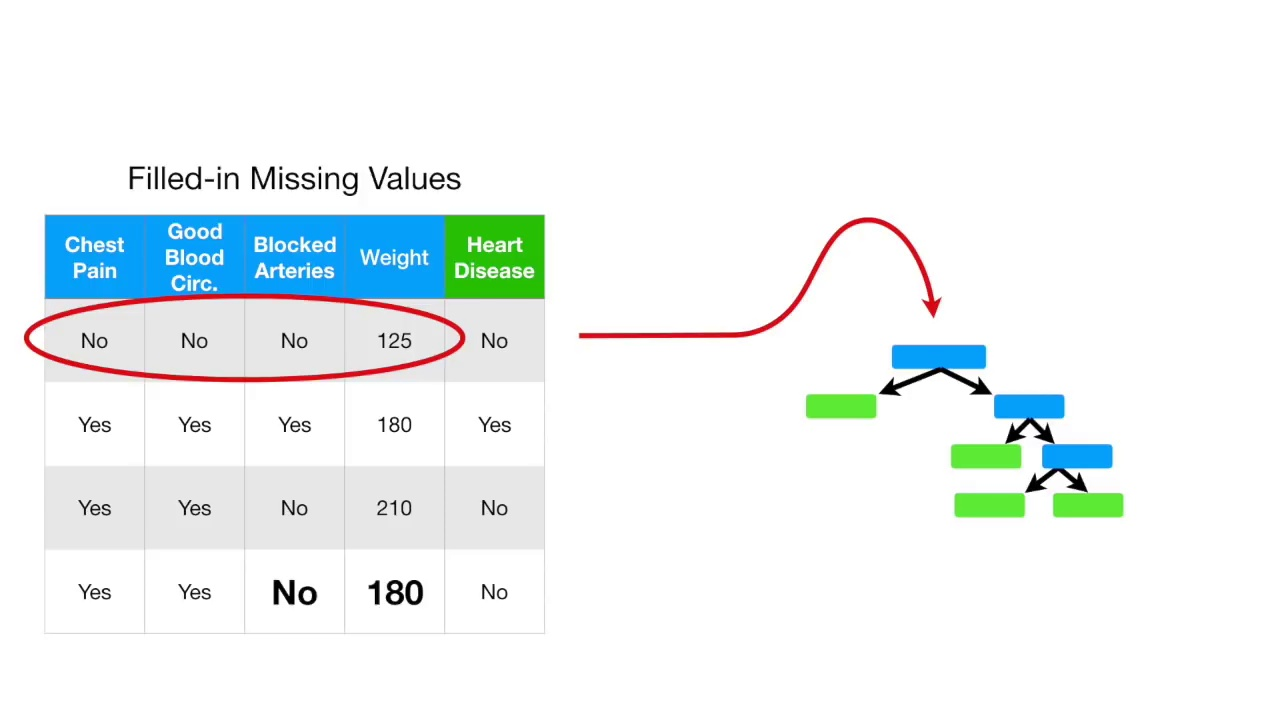 Filled-in Missing Values
Chest
Pain
Good
Blood
Circ.
Blocked
Arteries
Weight
Heart
Disease
No No No 125 No
Yes Yes Yes 180 Yes
Yes Yes No 210 No
Yes Yes No 180 No